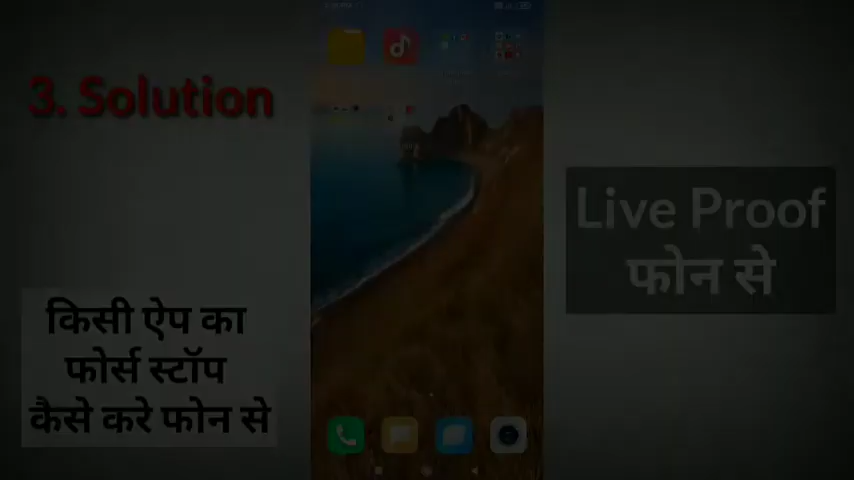 3. Solution
Live Proof
फोन से
किसी ऐप का
फोर्स स्टॉप
कैसे करे फोन से